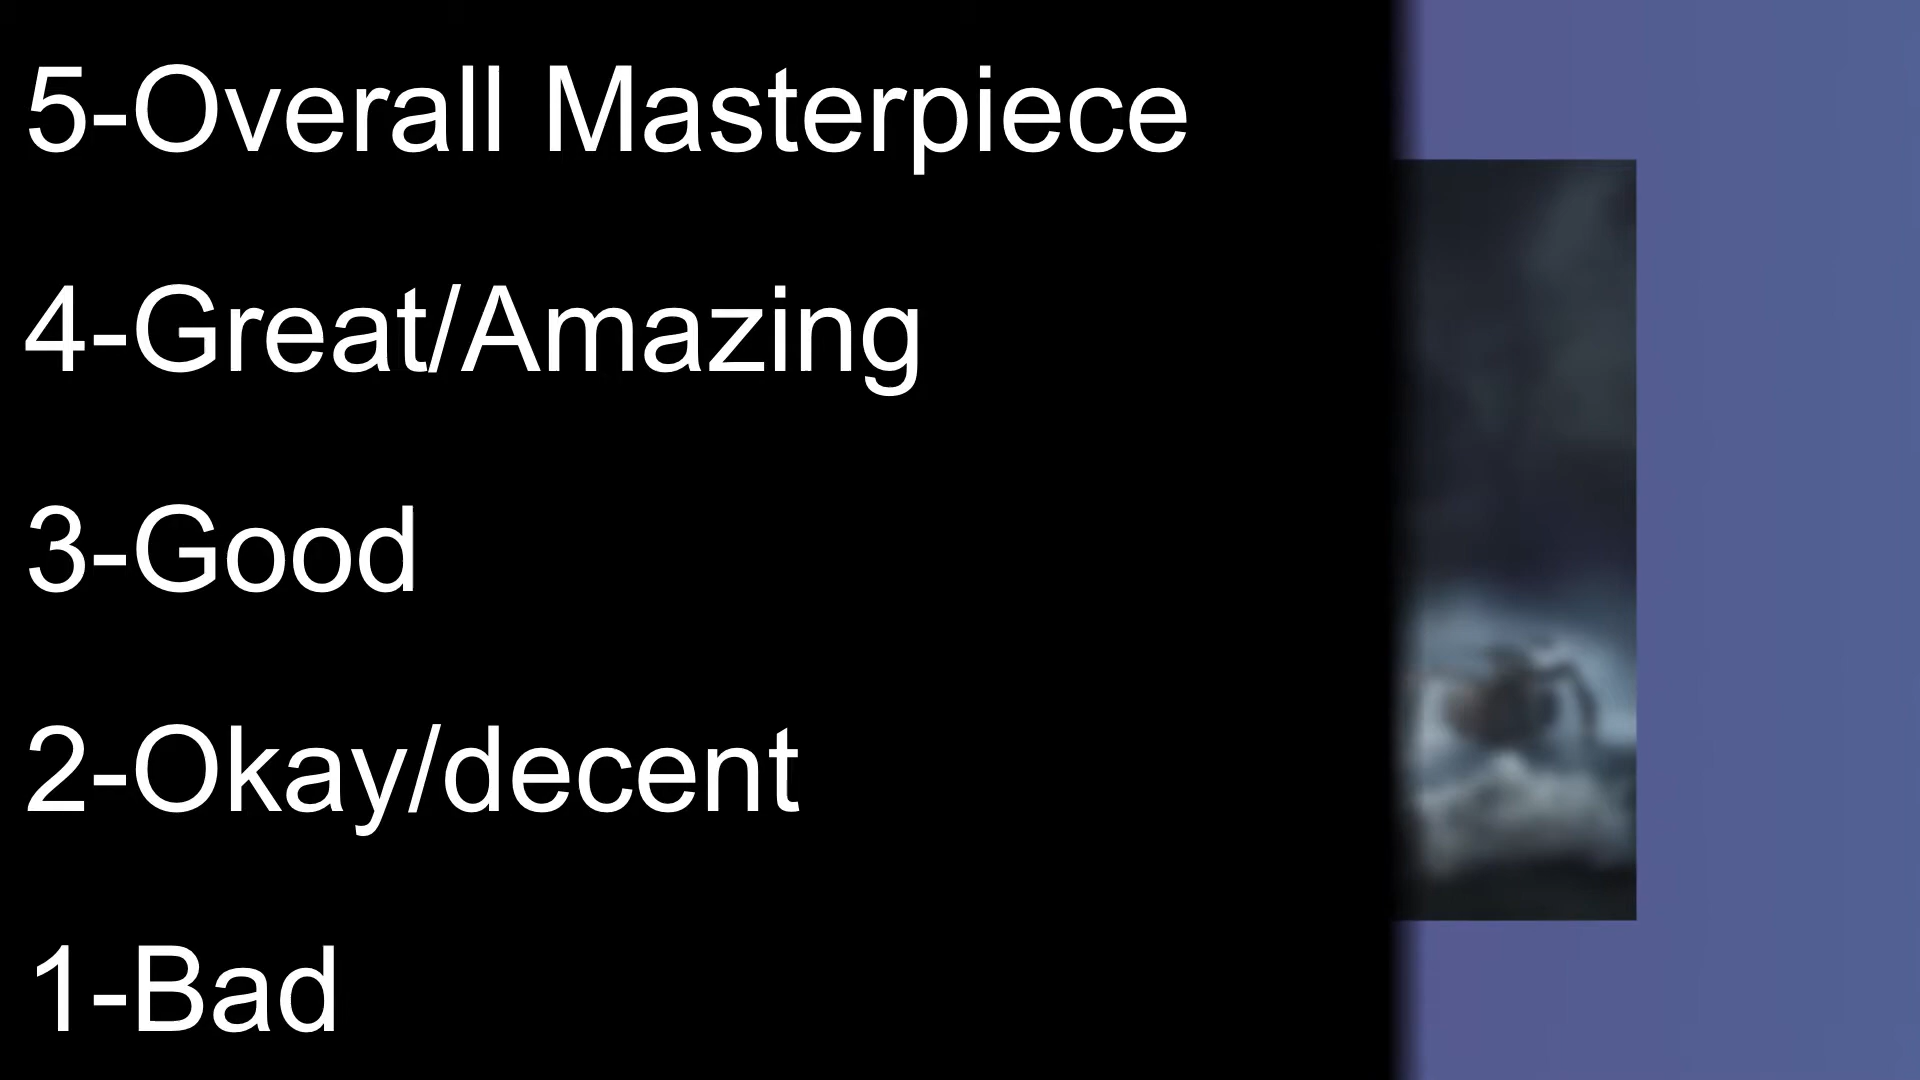 5-Overall Masterpiece
4-Great/Amazing
3-Good
2-Okay/decent
1-Bad